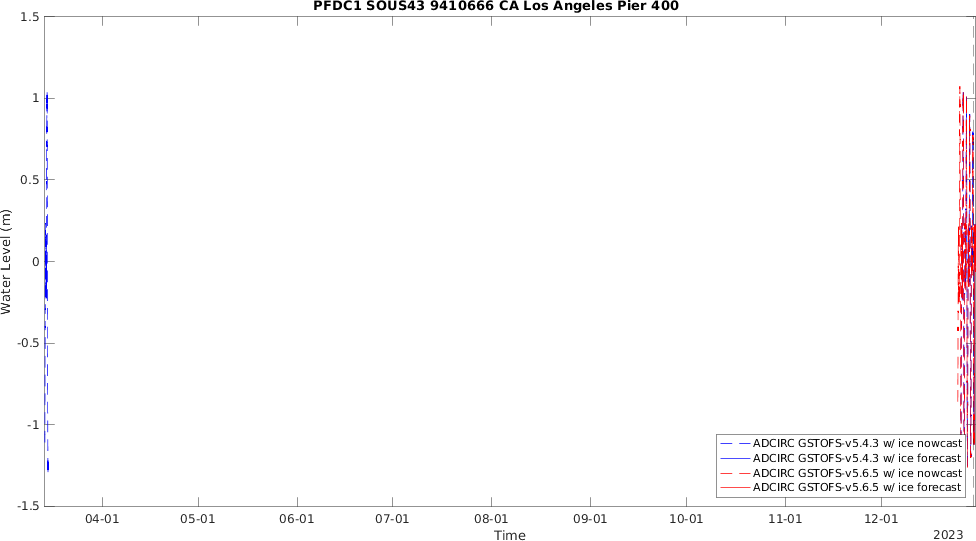 PFDC1 SOUS43 9410666 CA Los Angeles Pier 400
1.5
1
0.5
0
-0.5
-1
-1.5
Water Level (m)
04-01 05-01 06-01 07-01 08-01 09-01 10-01 11-01 12-01
Time
2023
ADCIRC GSTOFS-v5.4.3 w/ ice nowcast
ADCIRC GSTOFS-v5.4.3 w/ ice forecast
ADCIRC GSTOFS-v5.6.5 w/ ice nowcast
ADCIRC GSTOFS-v5.6.5 w/ ice forecast